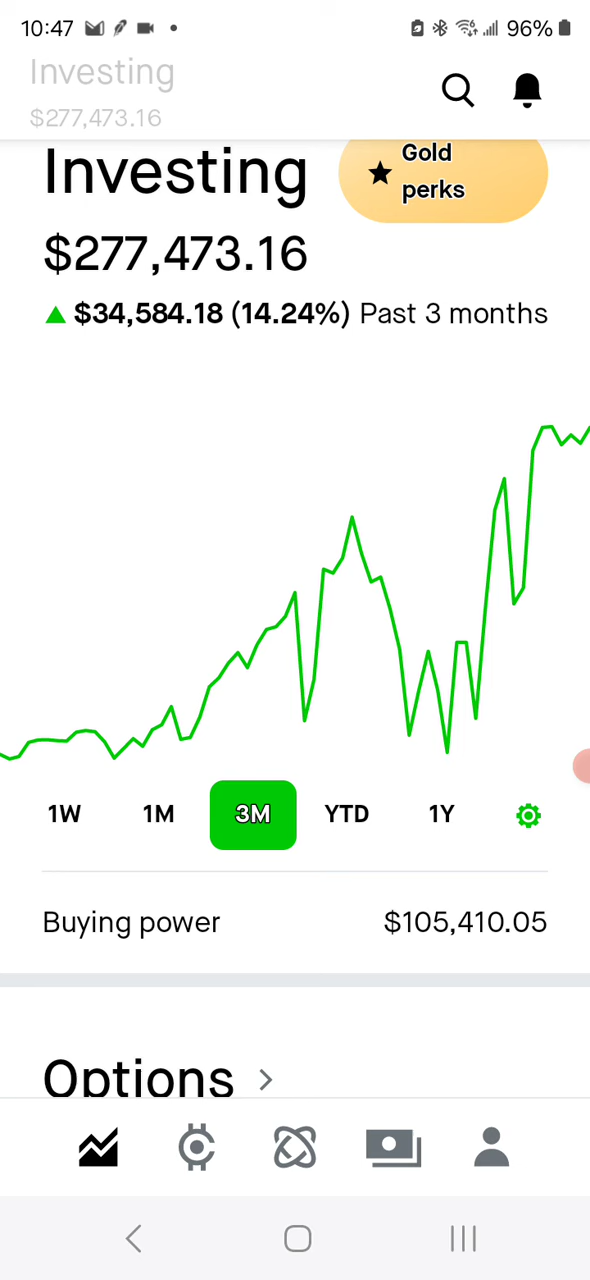 10:47 96%
Investing
$277,473.16
Investing
Gold
perks
$277,473.16
▲ $34,584.18 (14.24%) Past 3 months
1W 1M 3M YTD 1Y
Buying power $105,410.05
Options